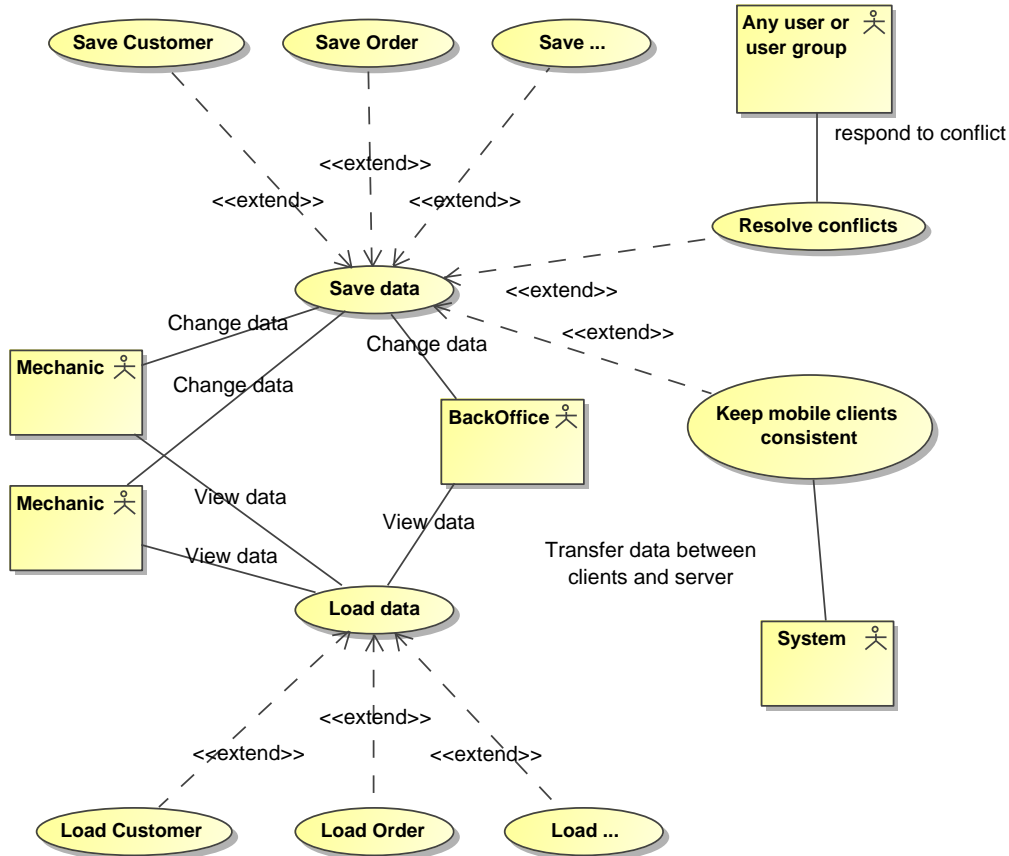 Save Customer
Save Order
Save ...
Any user or
user group
respond to conflict
<<extend>>
<<extend>>
<<extend>>
Resolve conflicts
Save data
<<extend>>
<<extend>>
Change data
Change data
Mechanic
Change data
BackOffice
Keep mobile clients
consistent
Mechanic
View data
View data
View data
Transfer data between
clients and server
Load data
System
<<extend>>
<<extend>>
<<extend>>
Load Customer
Load Order
Load ...